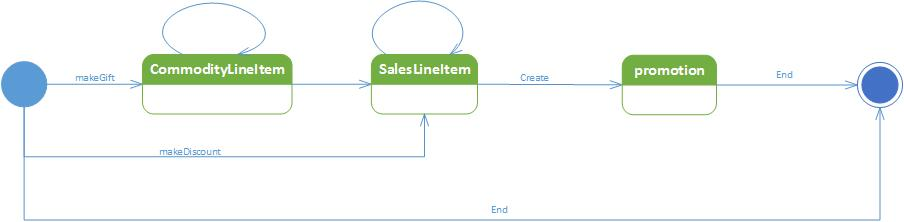 makeGift
CommodityLineItem
SalesLineItem
Create
promotion
End
makeDiscount
End